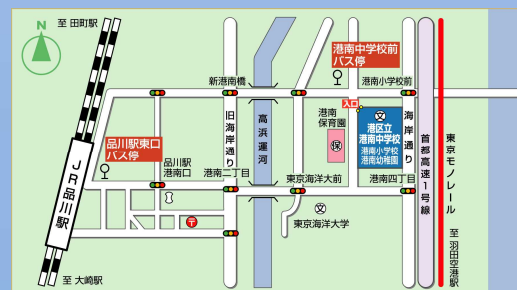 N
至 田町駅
港南中学校前
バス停
新港南橋
港南小学校前
入口
港南
保育園
保
文
港区立
港南中学校
港南小学校
港南幼稚園
品川駅東口
バス停
旧海岸通り
高浜運河
海岸通り
首都高速1号線
東京モノレール
JR品川駅
品川駅
港南口
港南二丁目
東京海洋大前
港南四丁目
文
東京海洋大学
〒
至 大崎駅
至 羽田空港駅